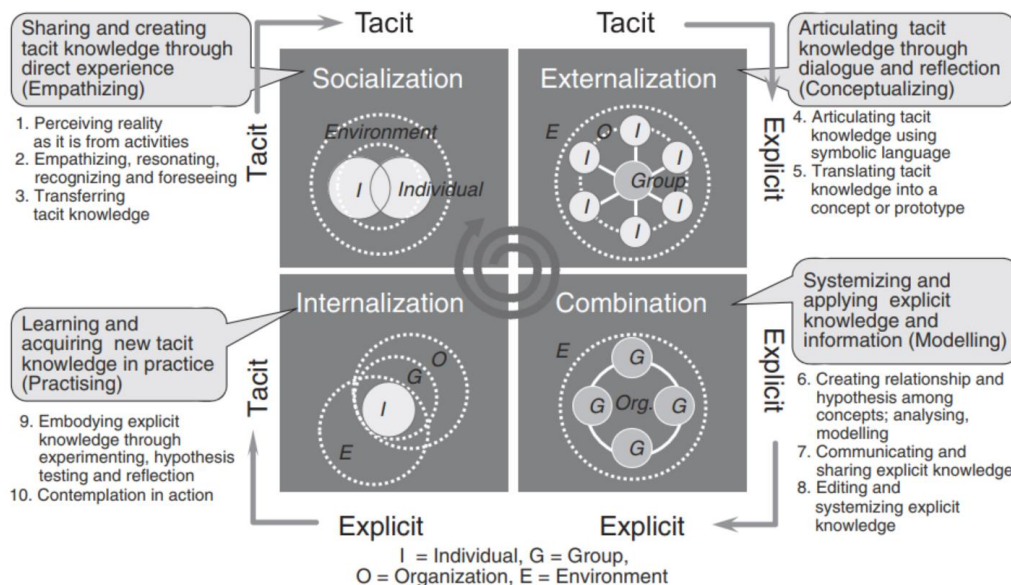 Tacit
Tacit
Sharing and creating
tacit knowledge through
direct experience
(Empathizing)
1. Perceiving reality
as it is from activities
2. Empathizing, resonating,
recognizing and foreseeing
3. Transferring
tacit knowledge
Tacit
Socialization
Environment
I
Individual
Externalization
E
O
I
I
I
Group
I
I
I
Articulating tacit
knowledge through
dialogue and reflection
(Conceptualizing)
Explicit
4. Articulating tacit
knowledge using
symbolic language
5. Translating tacit
knowledge into a
concept or prototype
Learning and
acquiring new tacit
knowledge in practice
(Practising)
Tacit
9. Embodying explicit
knowledge through
experimenting, hypothesis
testing and reflection
10. Contemplation in action
Internalization
O
G
I
E
Combination
E
G
G
Org.
G
G
Systemizing and
applying explicit
knowledge and
information (Modelling)
Explicit
6. Creating relationship and
hypothesis among
concepts; analysing,
modelling
7. Communicating and
sharing explicit knowledge
8. Editing and
systemizing explicit
knowledge
Explicit
Explicit
I = Individual, G = Group,
O = Organization, E = Environment